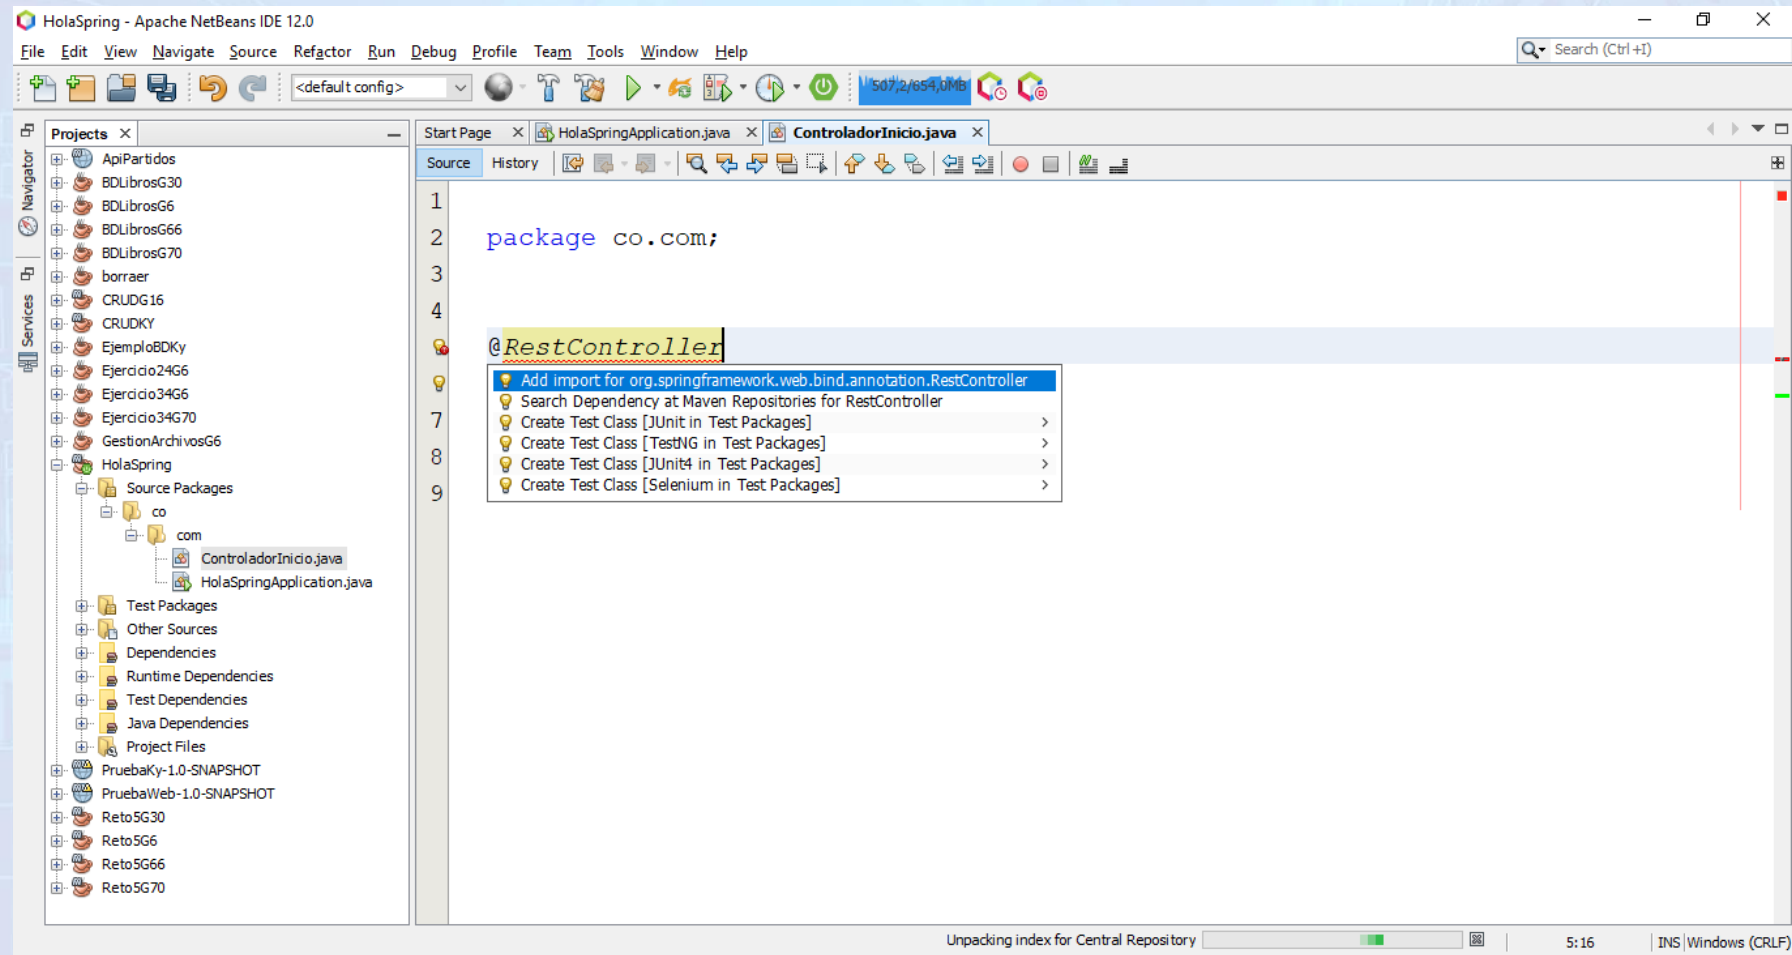 HolaSpring - Apache NetBeans IDE 12.0
File Edit View Navigate Source Refactor Run Debug Profile Team Tools Window Help
Search (Ctrl+I)
<default config>
507,2/654,0MB
Projects
Start Page
HolaSpringApplication.java
ControladorInicio.java
Navigator
Services
Source
History
ApiPartidos
BDLibrosG30
BDLibrosG6
BDLibrosG66
BDLibrosG70
borraer
CRUDG16
CRUDKY
EjemploBDKy
Ejercicio24G6
Ejercicio34G6
Ejercicio34G70
GestionArchivosG6
HolaSpring
Source Packages
co
com
ControladorInicio.java
HolaSpringApplication.java
Test Packages
Other Sources
Dependencies
Runtime Dependencies
Test Dependencies
Java Dependencies
Project Files
PruebaKy-1.0-SNAPSHOT
PruebaWeb-1.0-SNAPSHOT
Reto5G30
Reto5G6
Reto5G66
Reto5G70
1
2 package co.com;
3
4
@RestController
Add import for org.springframework.web.bind.annotation.RestController
Search Dependency at Maven Repositories for RestController
7 Create Test Class [JUnit in Test Packages]
Create Test Class [TestNG in Test Packages]
8 Create Test Class [JUnit4 in Test Packages]
9 Create Test Class [Selenium in Test Packages]
Unpacking index for Central Repository
5:16
INS
Windows (CRLF)